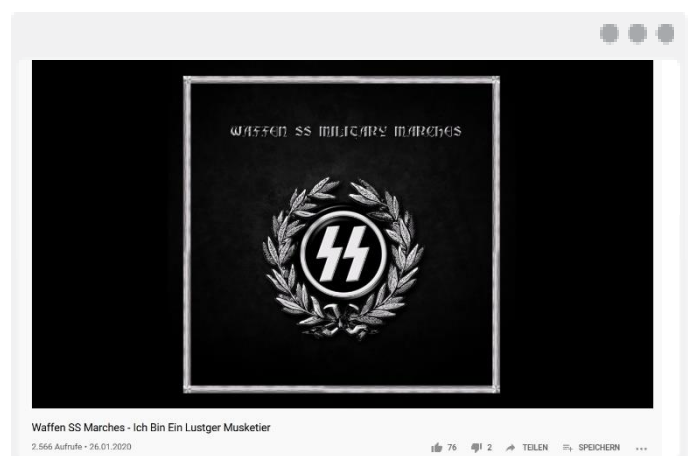 WAFFEN SS MILITARY MARCHES
Waffen SS Marches - Ich Bin Ein Lustger Musketier
2.566 Aufrufe • 26.01.2020
76 2 TEILEN SPEICHERN